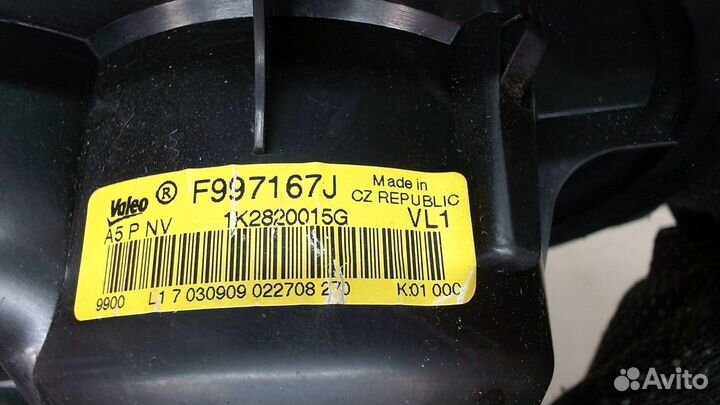 Valeo ® F997167J Made in
CZ REPUBLIC
A5 P NV 1K2820015G VL1
9900 L1 7 030909 022708 270 K.01 000
Avito